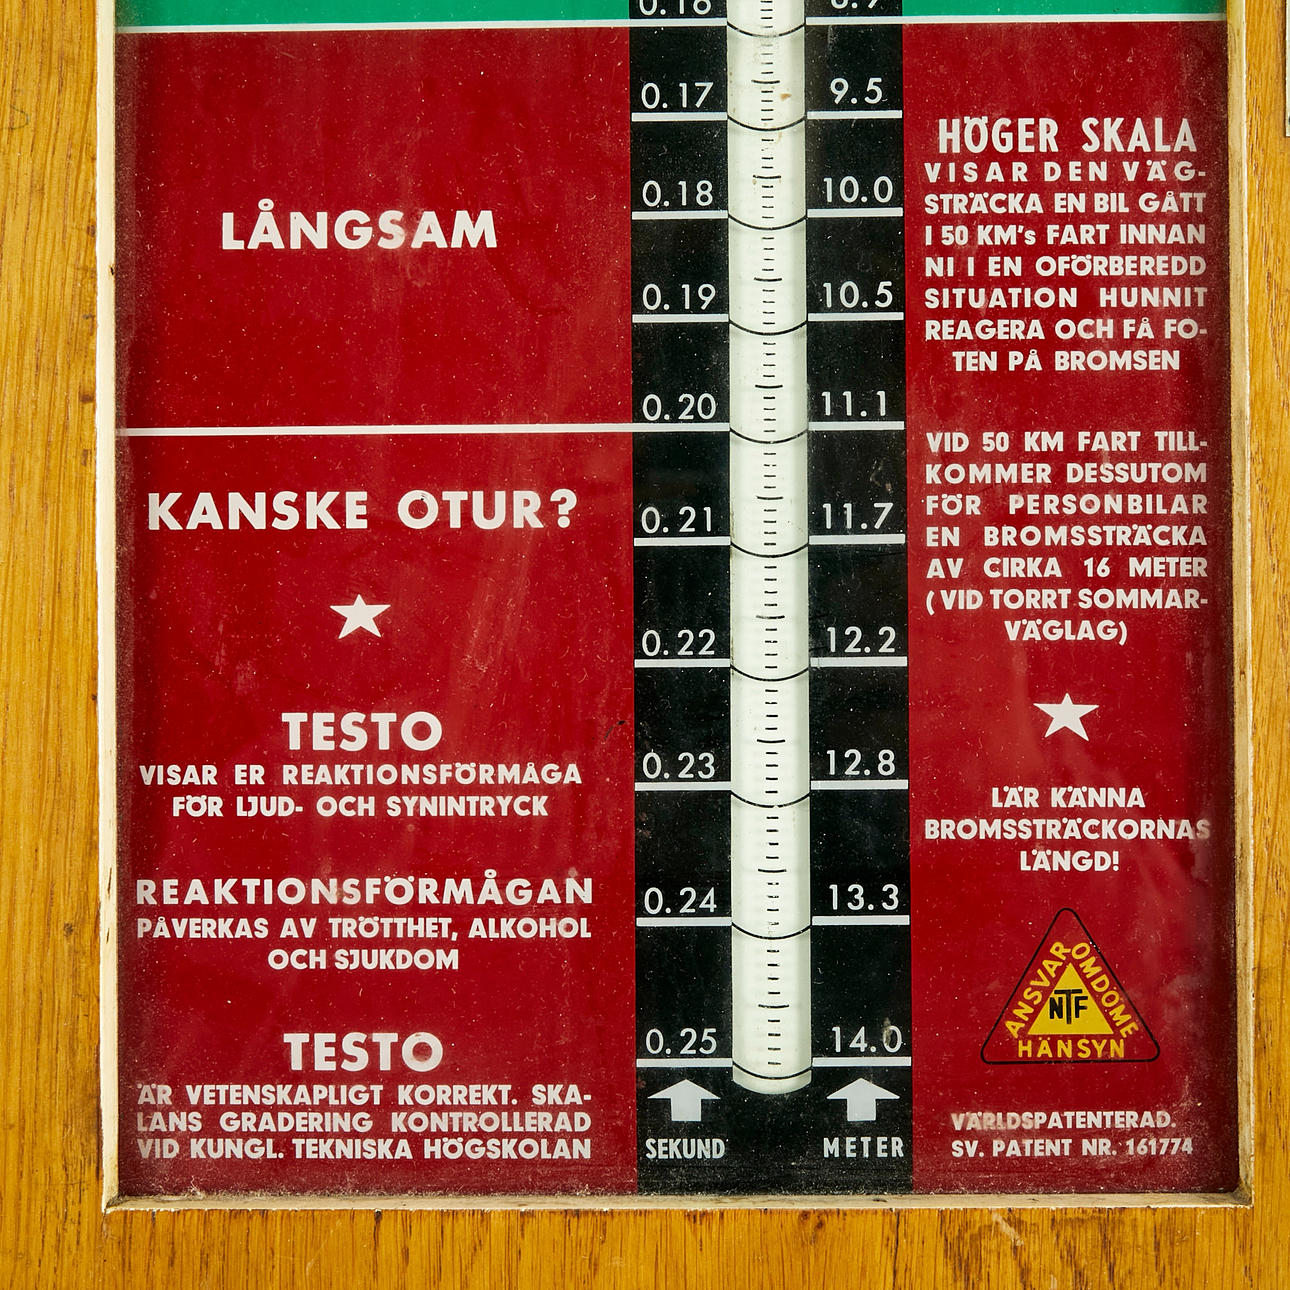 LÅNGSAM
KANSKE OTUR?
TESTO
VISAR ER REAKTIONSFÖRMÅGA
FÖR LJUD- OCH SYNINTRYCK
REAKTIONSFÖRMÅGAN
PÅVERKAS AV TRÖTTHET, ALKOHOL
OCH SJUKDOM
TESTO
ÄR VETENSKAPLIGT KORREKT. SKA-
LANS GRADERING KONTROLLERAD
VID KUNGL. TEKNISKA HÖGSKOLAN
0.16 8.9
0.17 9.5
0.18 10.0
0.19 10.5
0.20 11.1
0.21 11.7
0.22 12.2
0.23 12.8
0.24 13.3
0.25 14.0
SEKUND METER
HÖGER SKALA
VISAR DEN VÄG-
STRÄCKA EN BIL GÅTT
I 50 KM's FART INNAN
NI I EN OFÖRBEREDD
SITUATION HUNNIT
REAGERA OCH FÅ FO-
TEN PÅ BROMSEN
VID 50 KM FART TILL-
KOMMER DESSUTOM
FÖR PERSONBILAR
EN BROMSSTRÄCKA
AV CIRKA 16 METER
(VID TORRT SOMMAR-
VÄGLAG)
LÄR KÄNNA
BROMSSTRÄCKORNAS
LÄNGD!
ANSVAR
OMDÖME
HÄNSYN
NTF
VÄRLDSPATENTERAD.
SV. PATENT NR. 161774